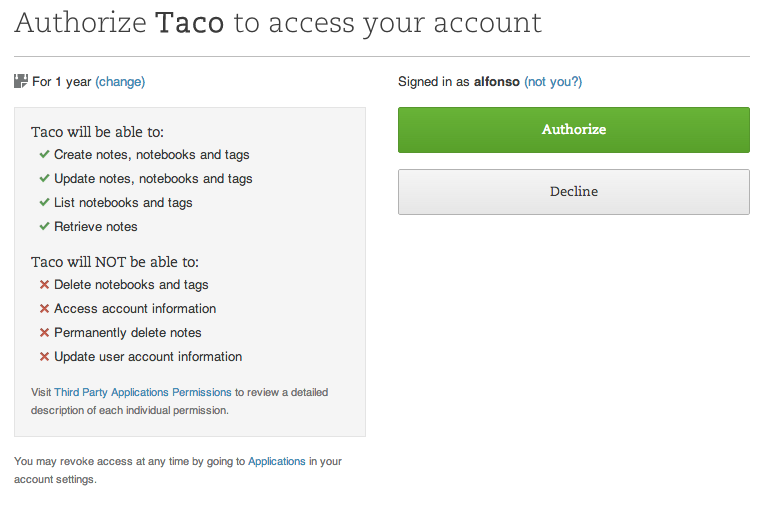 Authorize Taco to access your account
For 1 year (change)
Signed in as alfonso (not you?)
Taco will be able to:
Create notes, notebooks and tags
Update notes, notebooks and tags
List notebooks and tags
Retrieve notes
Taco will NOT be able to:
Delete notebooks and tags
Access account information
Permanently delete notes
Update user account information
Visit Third Party Applications Permissions to review a detailed
description of each individual permission.
You may revoke access at any time by going to Applications in your
account settings.
Authorize
Decline